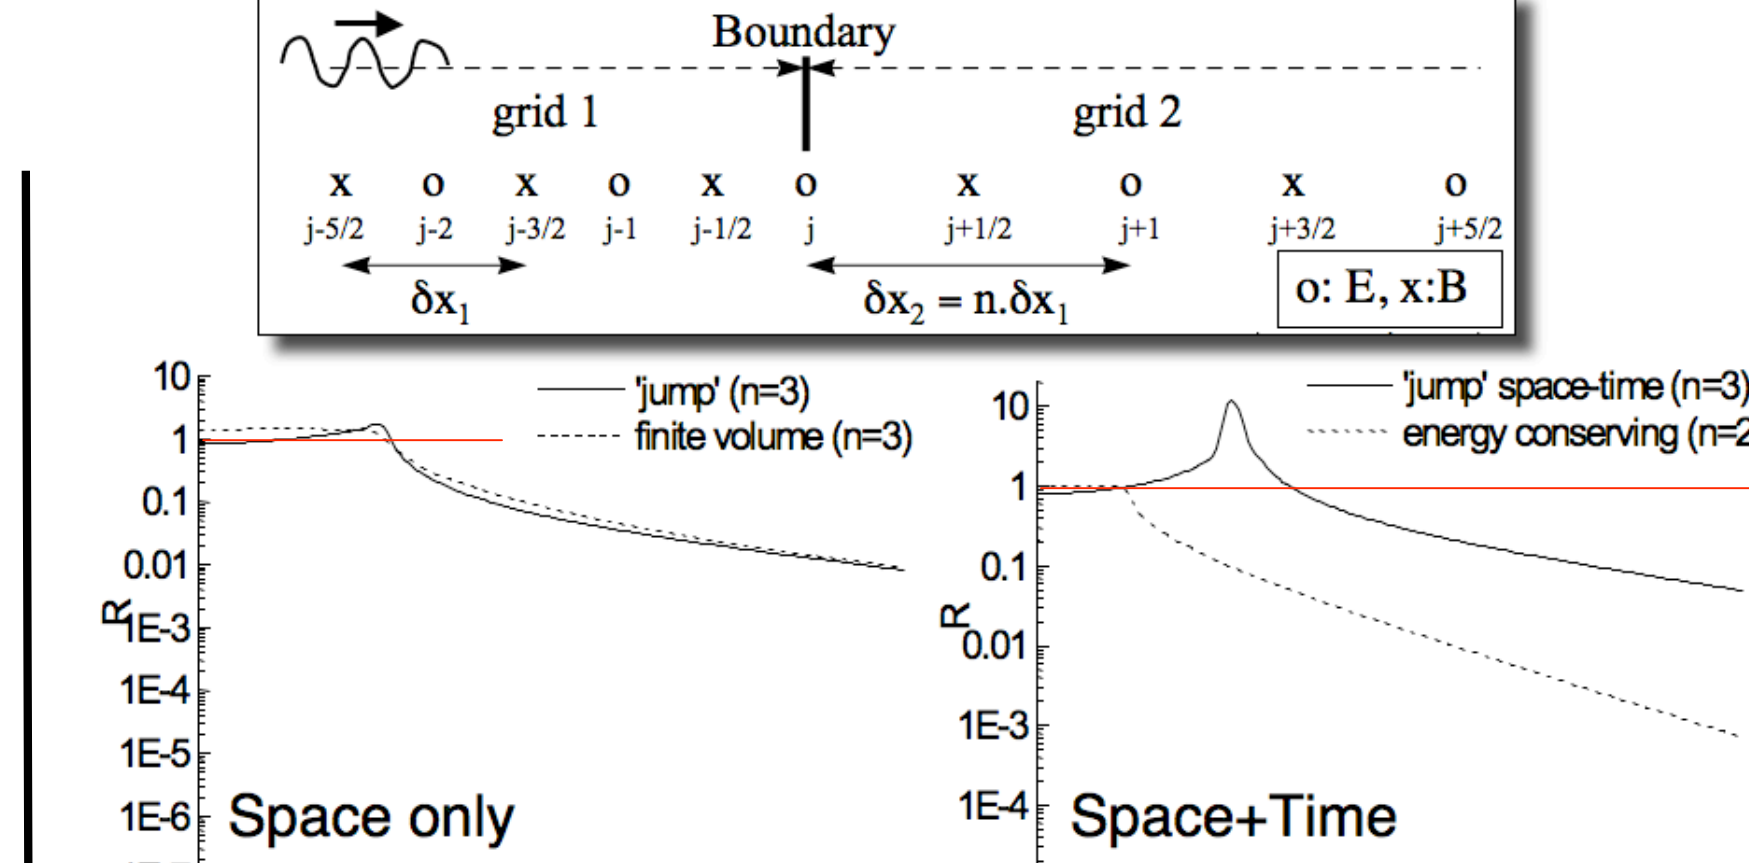 Boundary
grid 1 grid 2
x o x o x o x o x o
j-5/2 j-2 j-3/2 j-1 j-1/2 j j+1/2 j+1 j+3/2 j+5/2
δx₁ δx₂ = n.δx₁
o: E, x:B
10
1
0.1
0.01
1E-3
1E-4
1E-5
1E-6
R
'jump' (n=3)
finite volume (n=3)
Space only
10
1
0.1
0.01
1E-3
1E-4
R
'jump' space-time (n=3)
energy conserving (n=2
Space+Time